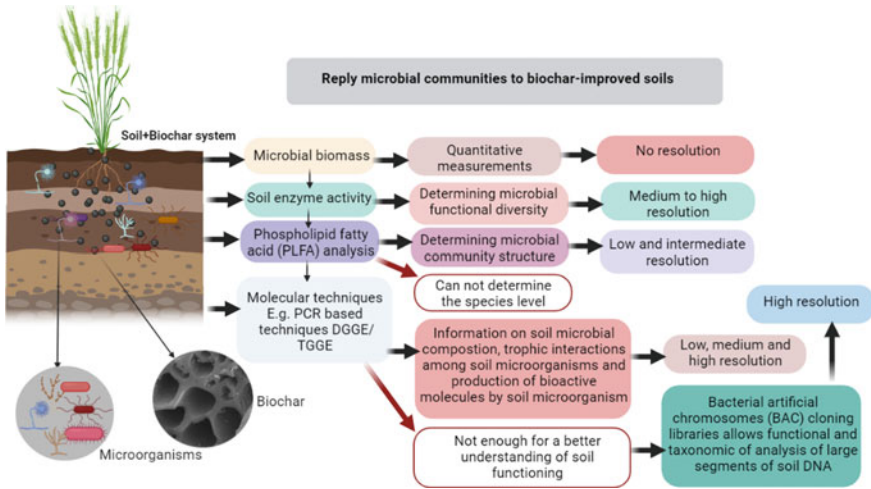 Reply microbial communities to biochar-improved soils
Soil+Biochar system
Microbial biomass
Quantitative
measurements
No resolution
Soil enzyme activity
Determining microbial
functional diversity
Medium to high
resolution
Phospholipid fatty
acid (PLFA) analysis
Determining microbial
community structure
Low and intermediate
resolution
Can not determine
the species level
Molecular techniques
E.g. PCR based
techniques DGGE/
TGGE
High resolution
Information on soil microbial
compostion, trophic interactions
among soil microorganisms and
production of bioactive
molecules by soil microorganism
Low, medium and
high resolution
Biochar
Microorganisms
Not enough for a better
understanding of soil
functioning
Bacterial artificial
chromosomes (BAC) cloning
libraries allows functional and
taxonomic of analysis of large
segments of soil DNA